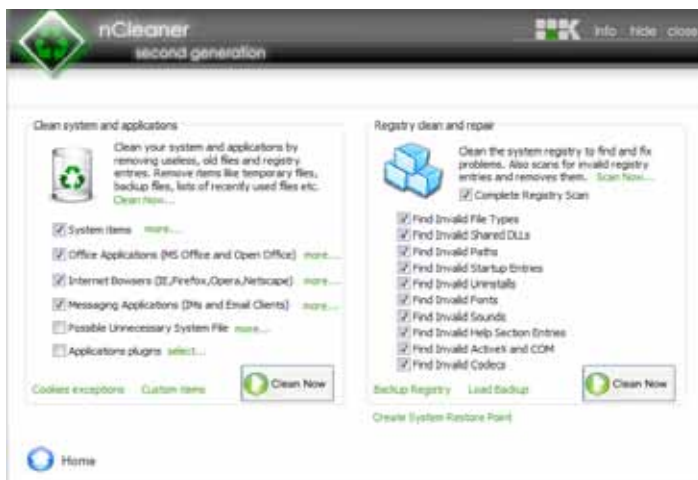 nCleaner
second generation
info hide close
Clean system and applications
Clean your system and applications by
removing useless, old files and registry
entries. Remove items like temporary files,
backup files, lists of recently used files etc.
Clean Now...
System items more...
Office Applications (MS Office and Open Office) more...
Internet Bowsers (IE,Firefox,Opera,Netscape) more...
Messaging Applications (IMs and Email Clients) more...
Possible Unnecessary System File more...
Applications plugins select...
Cookies exceptions Custom items
Clean Now
Registry clean and repair
Clean the system registry to find and fix
problems. Also scans for invalid registry
entries and removes them. Scan Now...
Complete Registry Scan
Find Invalid File Types
Find Invalid Shared DLLs
Find Invalid Paths
Find Invalid Startup Entries
Find Invalid Uninstalls
Find Invalid Fonts
Find Invalid Sounds
Find Invalid Help Section Entries
Find Invalid ActiveX and COM
Find Invalid Codecs
Backup Registry Load Backup
Clean Now
Create System Restore Point
Home